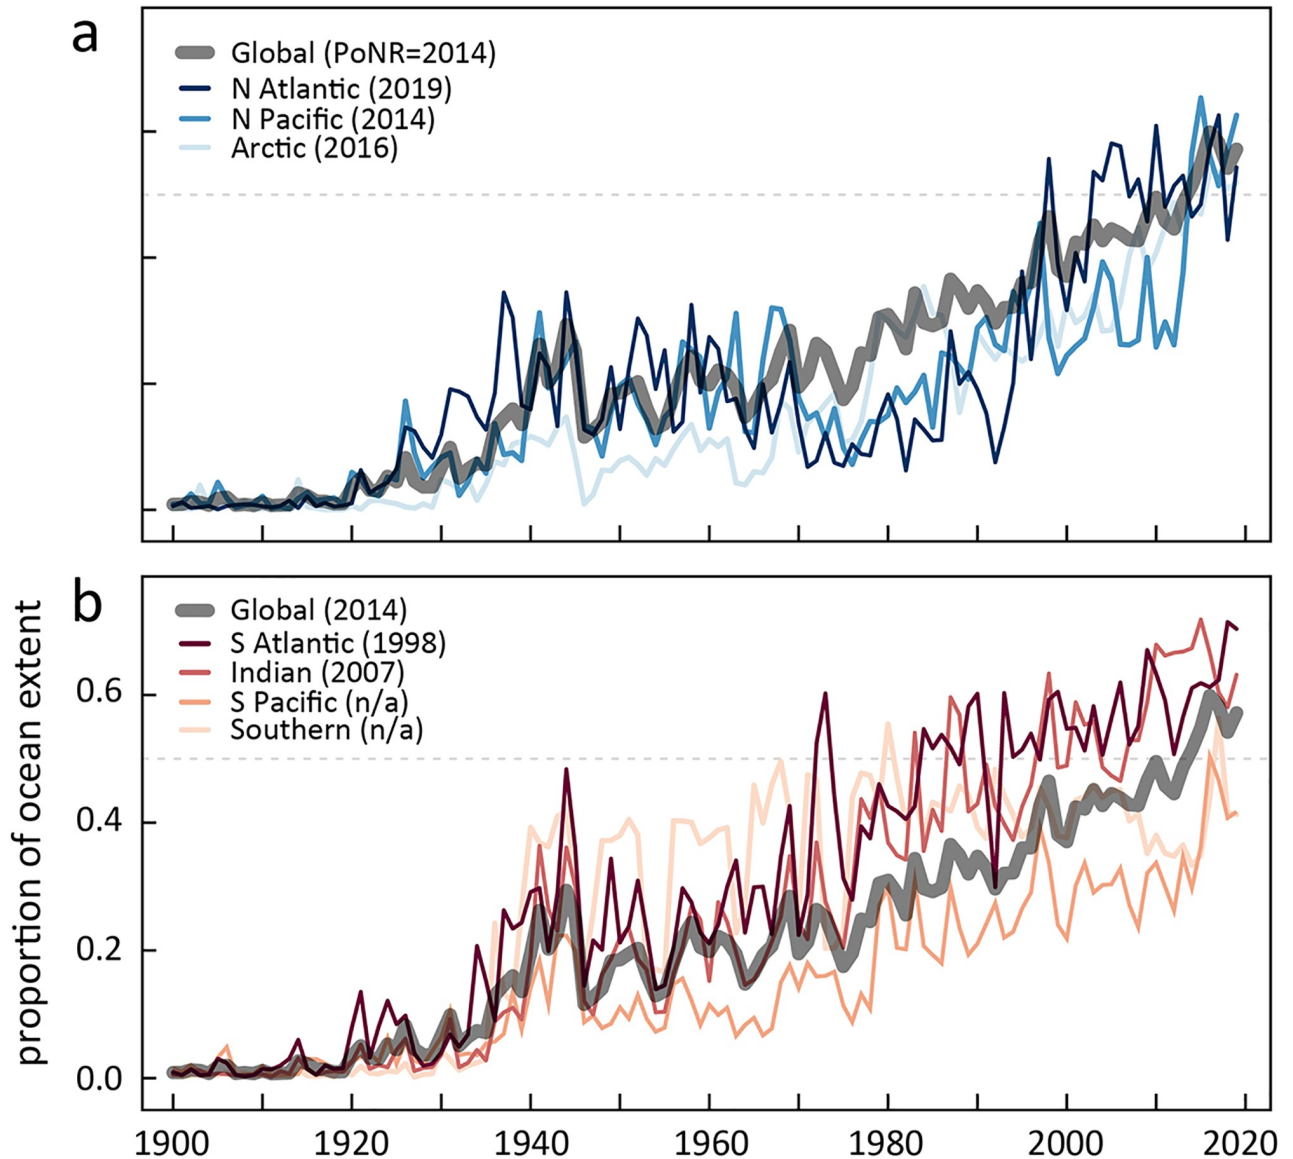 a
Global (PoNR=2014)
N Atlantic (2019)
N Pacific (2014)
Arctic (2016)
b
Global (2014)
S Atlantic (1998)
Indian (2007)
S Pacific (n/a)
Southern (n/a)
proportion of ocean extent
0.6
0.4
0.2
0.0
1900 1920 1940 1960 1980 2000 2020